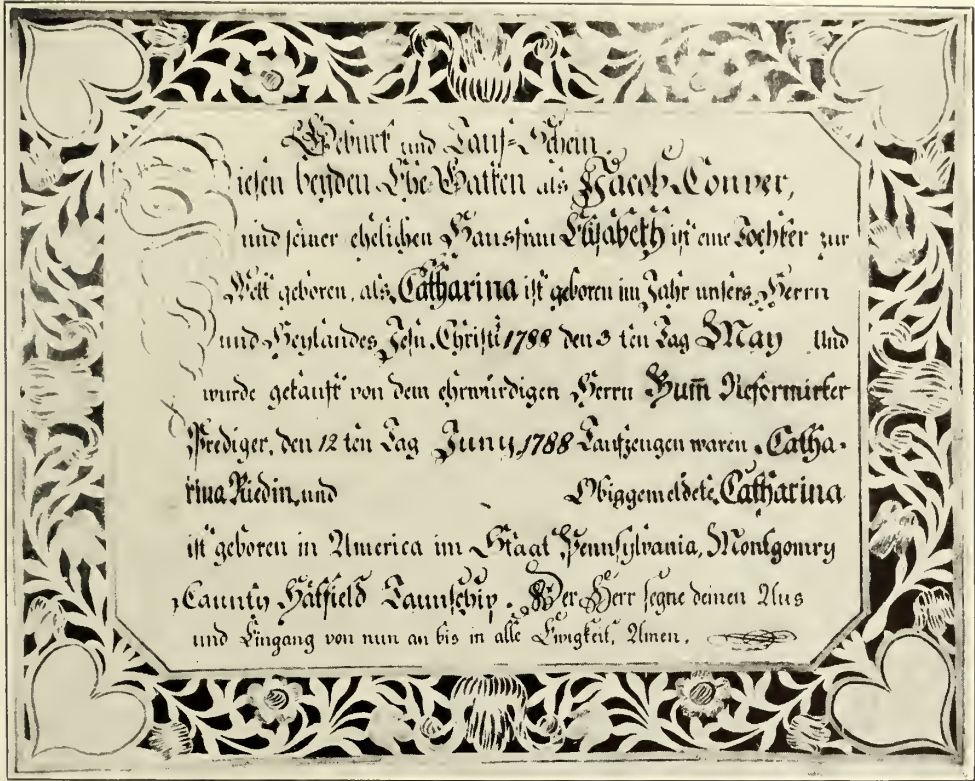 Geburt und Tauf=Schein.
Diesen beyden Ehe=Gatten als Jacob Conver,
und seiner ehelichen Hausfrau Elisabeth ist eine Tochter zur
Welt geboren, als Catharina ist geboren im Jahr unsers Herrn
und Heylandes Jesu Christi 1788 den 3 ten Tag May Und
wurde getauft von dem ehrwürdigen Herrn Reformirter
Prediger, den 12 ten Tag Juny, 1788 Taufzeugen waren Catha=
rina Riedin, und Obiggemeldete Catharina
ist geboren in America im Staat Pennsylvania, Montgomry
Caunty Hatfield Taunschip. Der Herr segne deinen Aus
und Eingang von nun an bis in alle Ewigkeit, Amen.